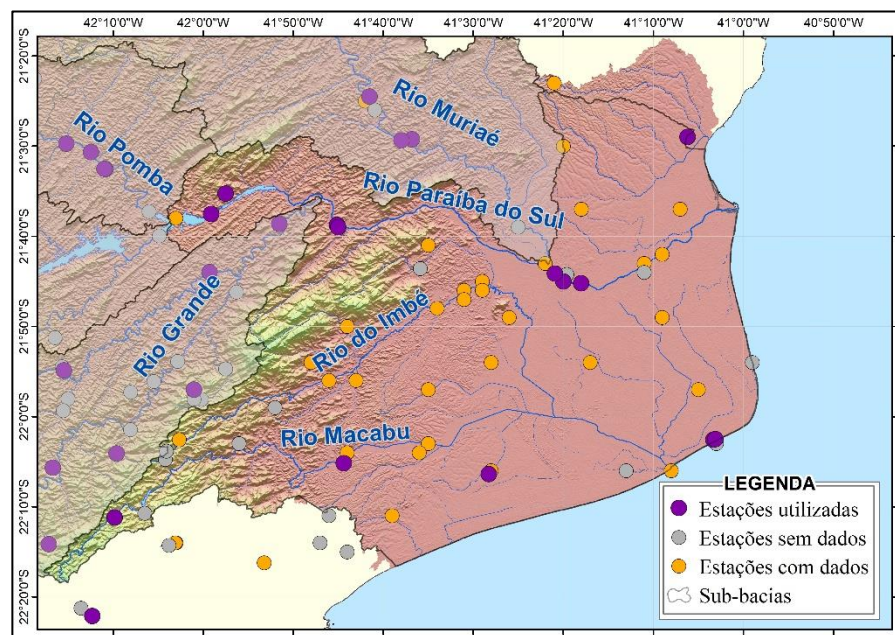 42°10'0"W 42°0'0"W 41°50'0"W 41°40'0"W 41°30'0"W 41°20'0"W 41°10'0"W 41°0'0"W 40°50'0"W
21°20'0"S
21°30'0"S
21°40'0"S
21°50'0"S
22°0'0"S
22°10'0"S
22°20'0"S
Rio Muriaé
Rio Pomba
Rio Paraíba do Sul
Rio Grande
Rio do Imbé
Rio Macabu
LEGENDA
Estações utilizadas
Estações sem dados
Estações com dados
Sub-bacias